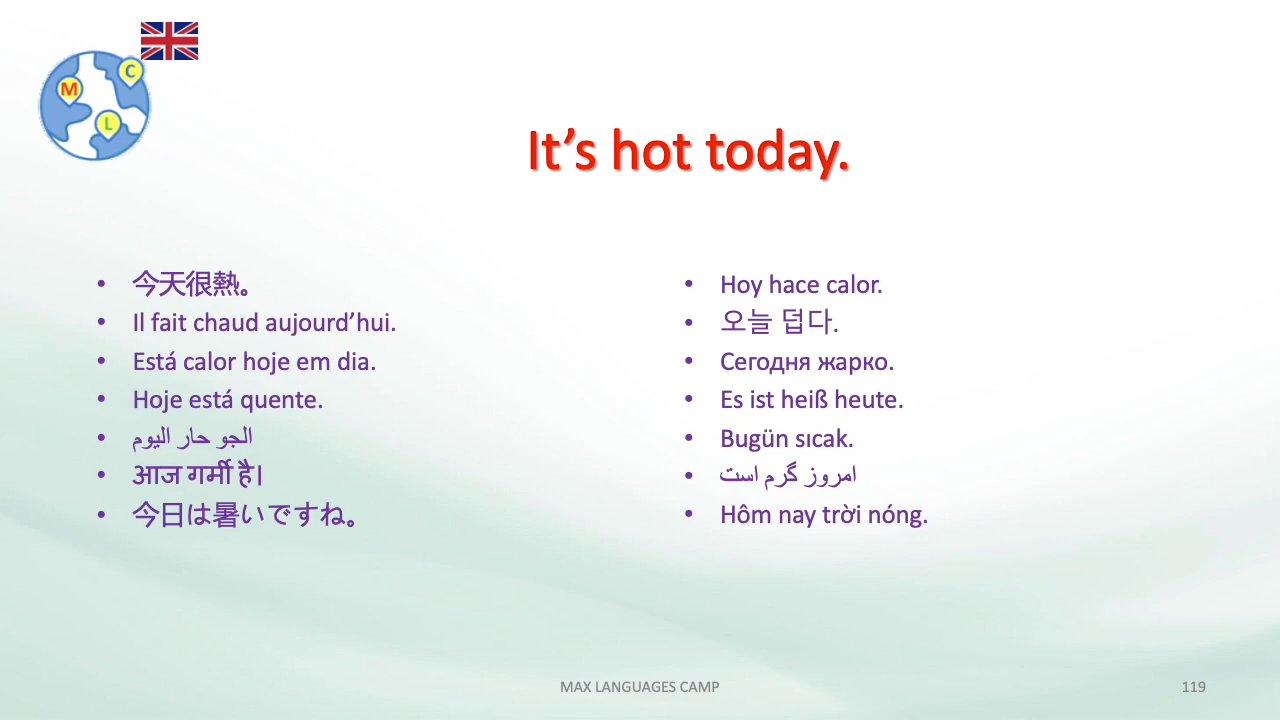 C
M
L
It’s hot today.
• 今天很熱。
• Il fait chaud aujourd’hui.
• Está calor hoje em dia.
• Hoje está quente.
• الجو حار اليوم
• आज गर्मी है।
• 今日は暑いですね。
• Hoy hace calor.
• 오늘 덥다.
• Сегодня жарко.
• Es ist heiß heute.
• Bugün sıcak.
• امروز گرم است
• Hôm nay trời nóng.
MAX LANGUAGES CAMP
119